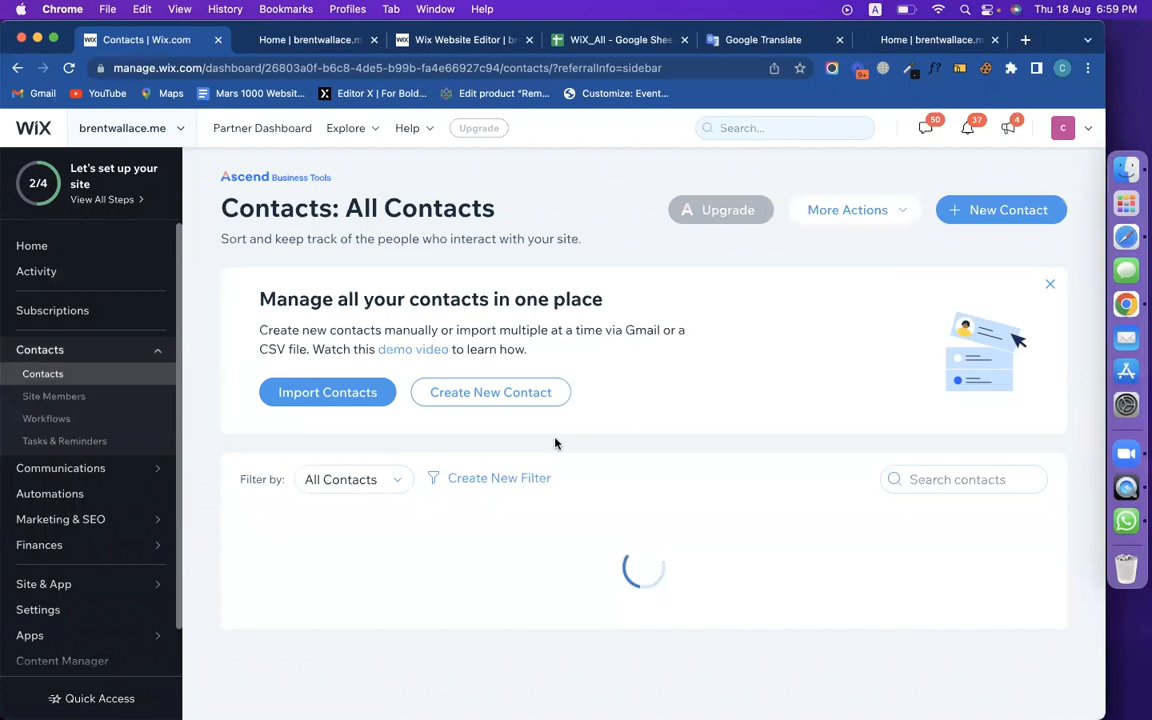 Chrome File Edit View History Bookmarks Profiles Tab Window Help A Thu 18 Aug 6:59 PM
WiX Contacts | Wix.com Home | brentwallace.m WiX Wix Website Editor | br WiX_All - Google Shee Google Translate Home | brentwallace.m
manage.wix.com/dashboard/26803a0f-b6c8-4de5-b99b-fa4e66927c94/contacts/?referralInfo=sidebar f? 9+ C
Gmail YouTube Maps Mars 1000 Websit... Editor X | For Bold... Edit product “Rem... Customize: Event...
WiX brentwallace.me Partner Dashboard Explore Help Upgrade Search... 50 37 4 C
2/4
Let's set up your
site
View All Steps
Home
Activity
Subscriptions
Contacts
Contacts
Site Members
Workflows
Tasks & Reminders
Communications
Automations
Marketing & SEO
Finances
Site & App
Settings
Apps
Content Manager
Quick Access
Ascend Business Tools
Contacts: All Contacts
A Upgrade More Actions + New Contact
Sort and keep track of the people who interact with your site.
Manage all your contacts in one place
Create new contacts manually or import multiple at a time via Gmail or a
CSV file. Watch this demo video to learn how.
Import Contacts Create New Contact
Filter by: All Contacts Create New Filter Search contacts